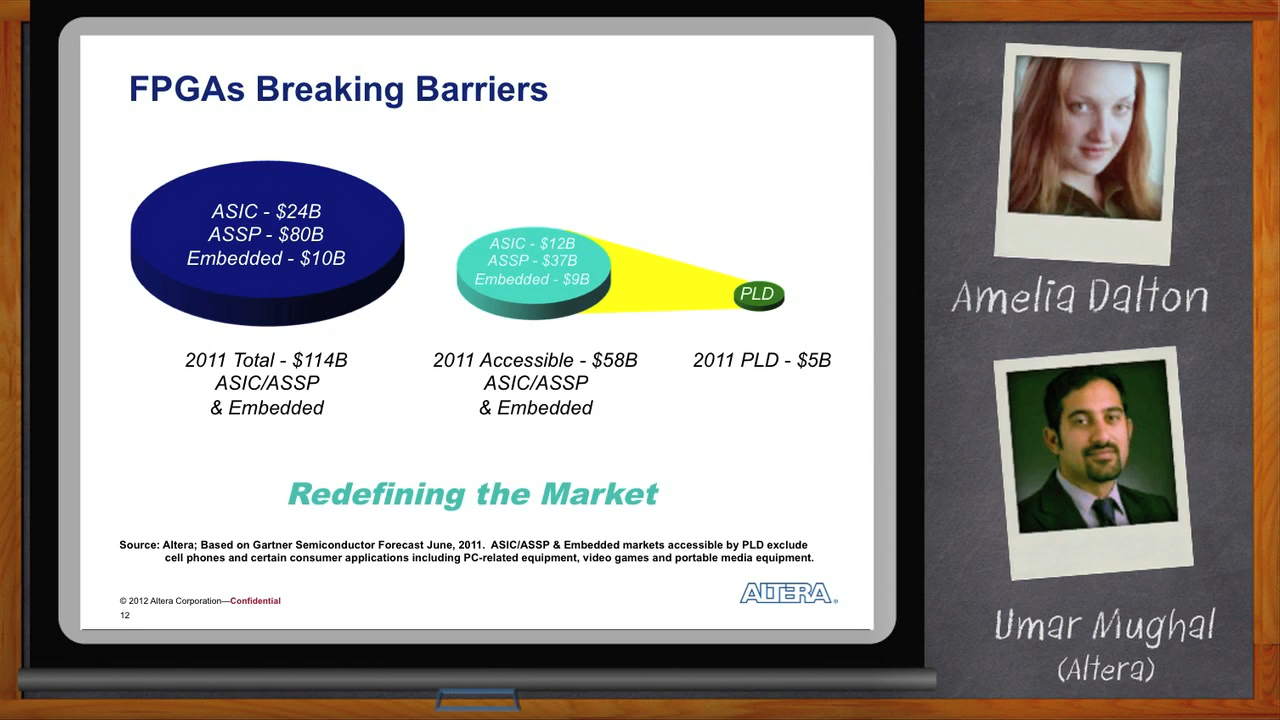 FPGAs Breaking Barriers
ASIC - $24B
ASSP - $80B
Embedded - $10B
ASIC - $12B
ASSP - $37B
Embedded - $9B
PLD
2011 Total - $114B
ASIC/ASSP
& Embedded
2011 Accessible - $58B
ASIC/ASSP
& Embedded
2011 PLD - $5B
Redefining the Market
Source: Altera; Based on Gartner Semiconductor Forecast June, 2011. ASIC/ASSP & Embedded markets accessible by PLD exclude
cell phones and certain consumer applications including PC-related equipment, video games and portable media equipment.
© 2012 Altera Corporation—Confidential
12
ALTERA®
Amelia Dalton
Umar Mughal
(Altera)